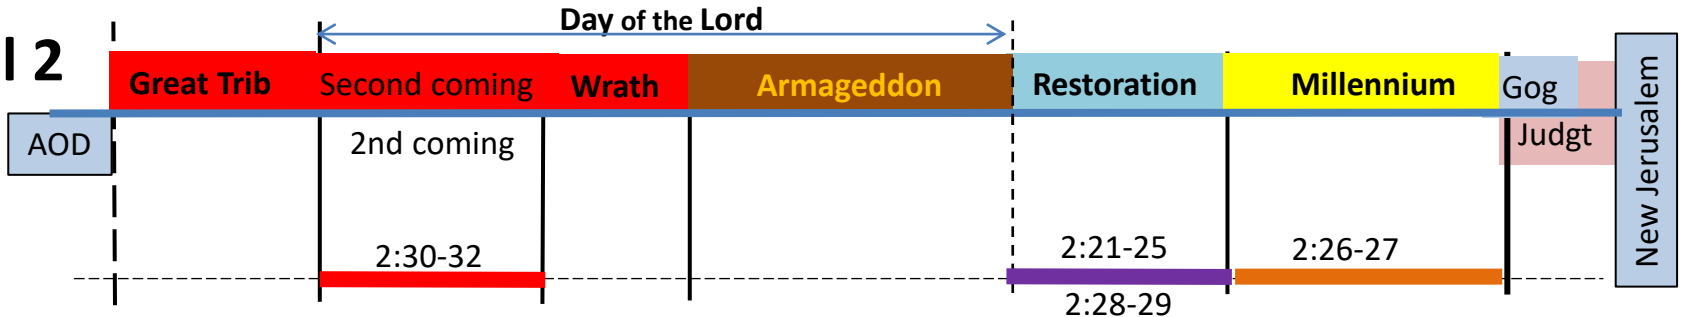 Day of the Lord
l 2
Great Trib Second coming Wrath Armageddon Restoration Millennium Gog
AOD 2nd coming Judgt
New Jerusalem
2:30-32 2:21-25 2:26-27
2:28-29